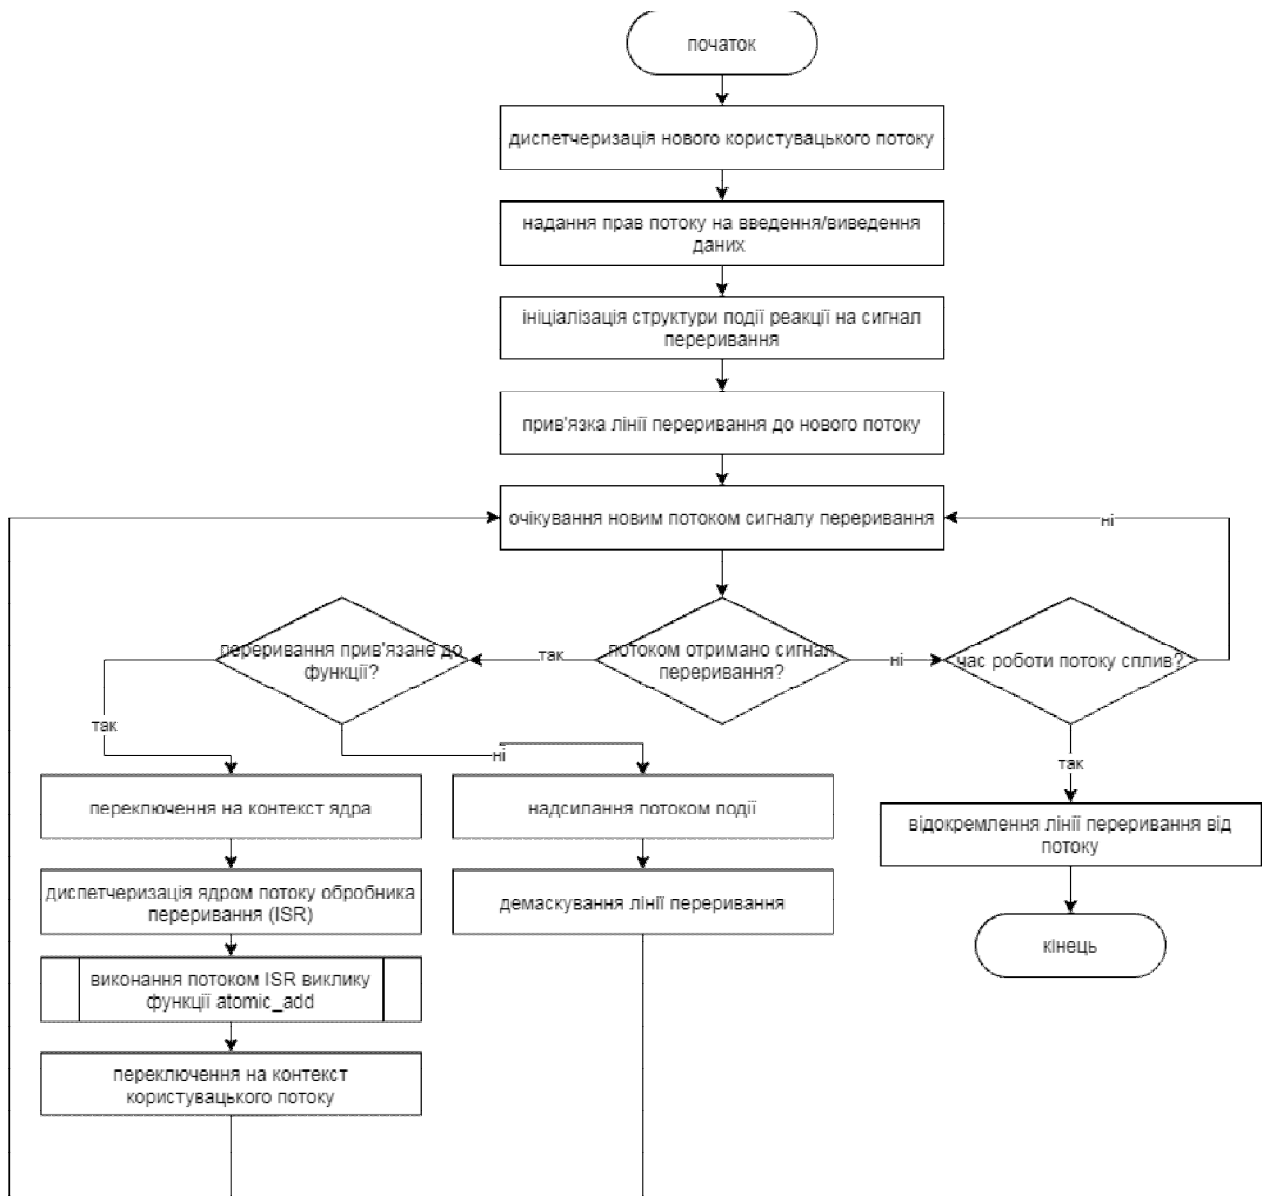 початок
диспетчеризація нового користувацького потоку
надання прав потоку на введення/виведення
даних
ініціалізація структури події реакції на сигнал
переривання
прив'язка лінії переривання до нового потоку
очікування новим потоком сигналу переривання
ні
переривання прив'язане до
функції?
так
потоком отримано сигнал
переривання?
ні
час роботи потоку сплив?
так
ні
так
переключення на контекст ядра
надсилання потоком події
відокремлення лінії переривання від
потоку
диспетчеризація ядром потоку обробника
переривання (ISR)
демаскування лінії переривання
кінець
виконання потоком ISR виклику
функції atomic_add
переключення на контекст
користувацького потоку